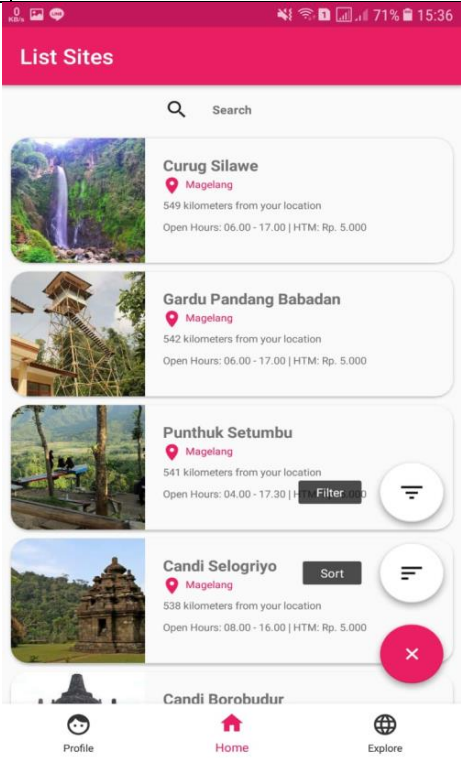 0
KB/s
LINE
1
71%
15:36
List Sites
Search
Curug Silawe
Magelang
549 kilometers from your location
Open Hours: 06.00 - 17.00 | HTM: Rp. 5.000
Gardu Pandang Babadan
Magelang
542 kilometers from your location
Open Hours: 06.00 - 17.00 | HTM: Rp. 5.000
Punthuk Setumbu
Magelang
541 kilometers from your location
Open Hours: 04.00 - 17.30 |
Filter
Candi Selogriyo
Sort
Magelang
538 kilometers from your location
Open Hours: 08.00 - 16.00 | HTM: Rp. 5.000
Candi Borobudur
Profile
Home
Explore